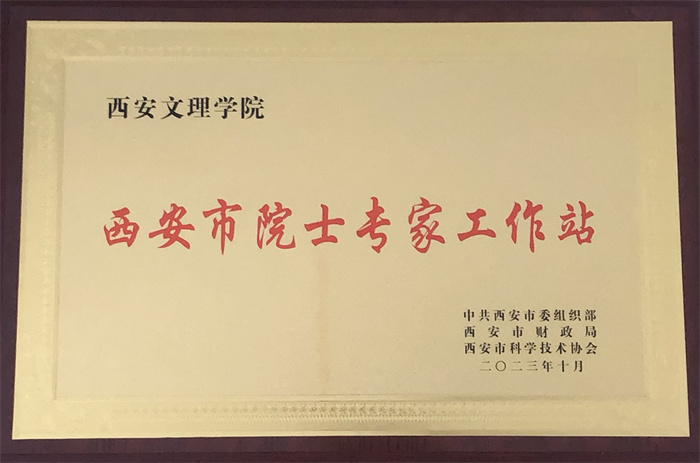 西安文理学院
西安市院士专家工作站
中共西安市委组织部
西安市财政局
西安市科学技术协会
二〇二三年十月